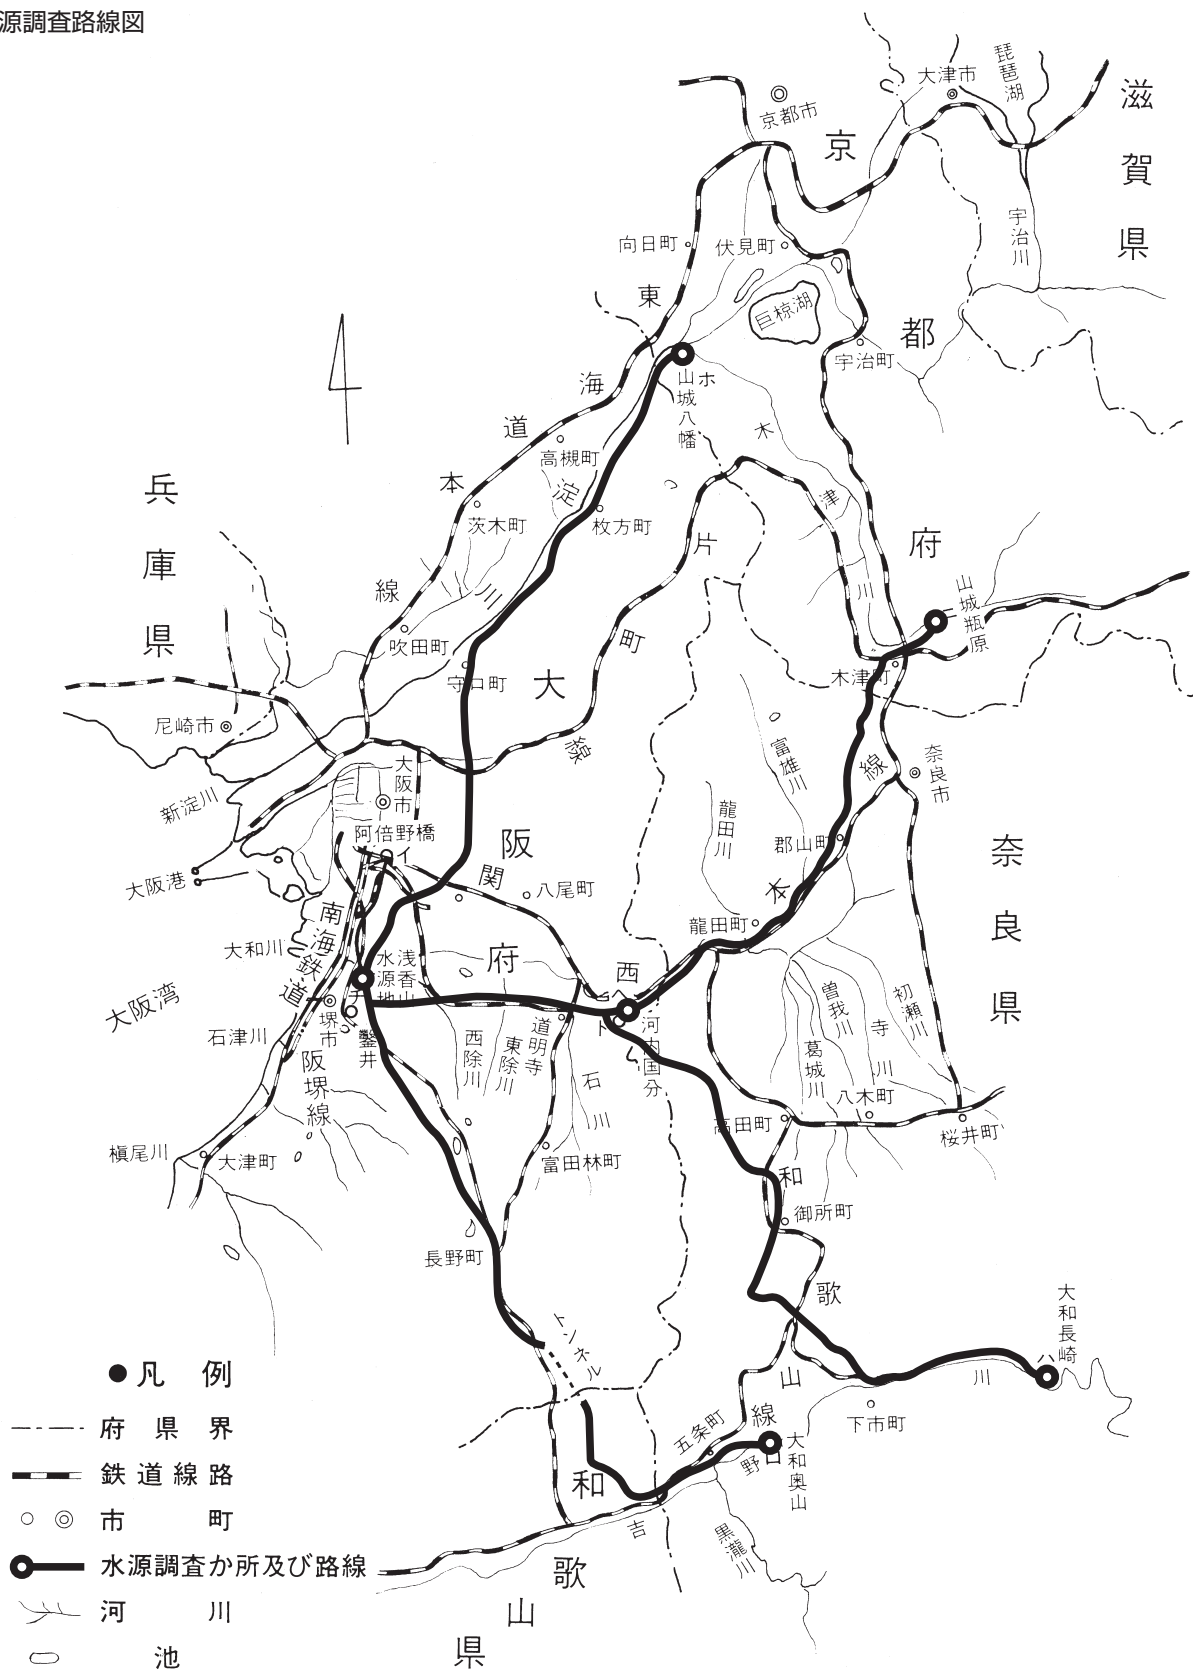 源調査路線図
大津市
琵琶湖
滋賀県
京都市
京都府
宇治川
向日町
伏見町
巨椋湖
宇治町
東海道本線
山城八幡
ホ
木津川
高槻町
淀川
枚方町
茨木町
片町線
兵庫県
吹田町
守口町
山城瓶原
ニ
木津町
大阪府
尼崎市
富雄川
奈良市
龍田川
郡山町
新淀川
大阪市
阿倍野橋
イ
大阪港
関西本線
八尾町
奈良県
龍田町
南海鉄道
大和川
水源地
浅香山
チ
大阪湾
堺市
鑿井
石津川
阪堺線
西除川
東除川
道明寺
石川
ヘ
ト
河内国分
曽我川
葛城川
寺川
初瀬川
高田町
八木町
桜井町
槇尾川
大津町
富田林町
和歌山線
御所町
長野町
トンネル
大和長崎
ハ
下市町
五条町
大和奥山
ロ
吉野川
黒瀧川
和歌山県
●凡例
府県界
鉄道線路
市町
水源調査か所及び路線
河川
池